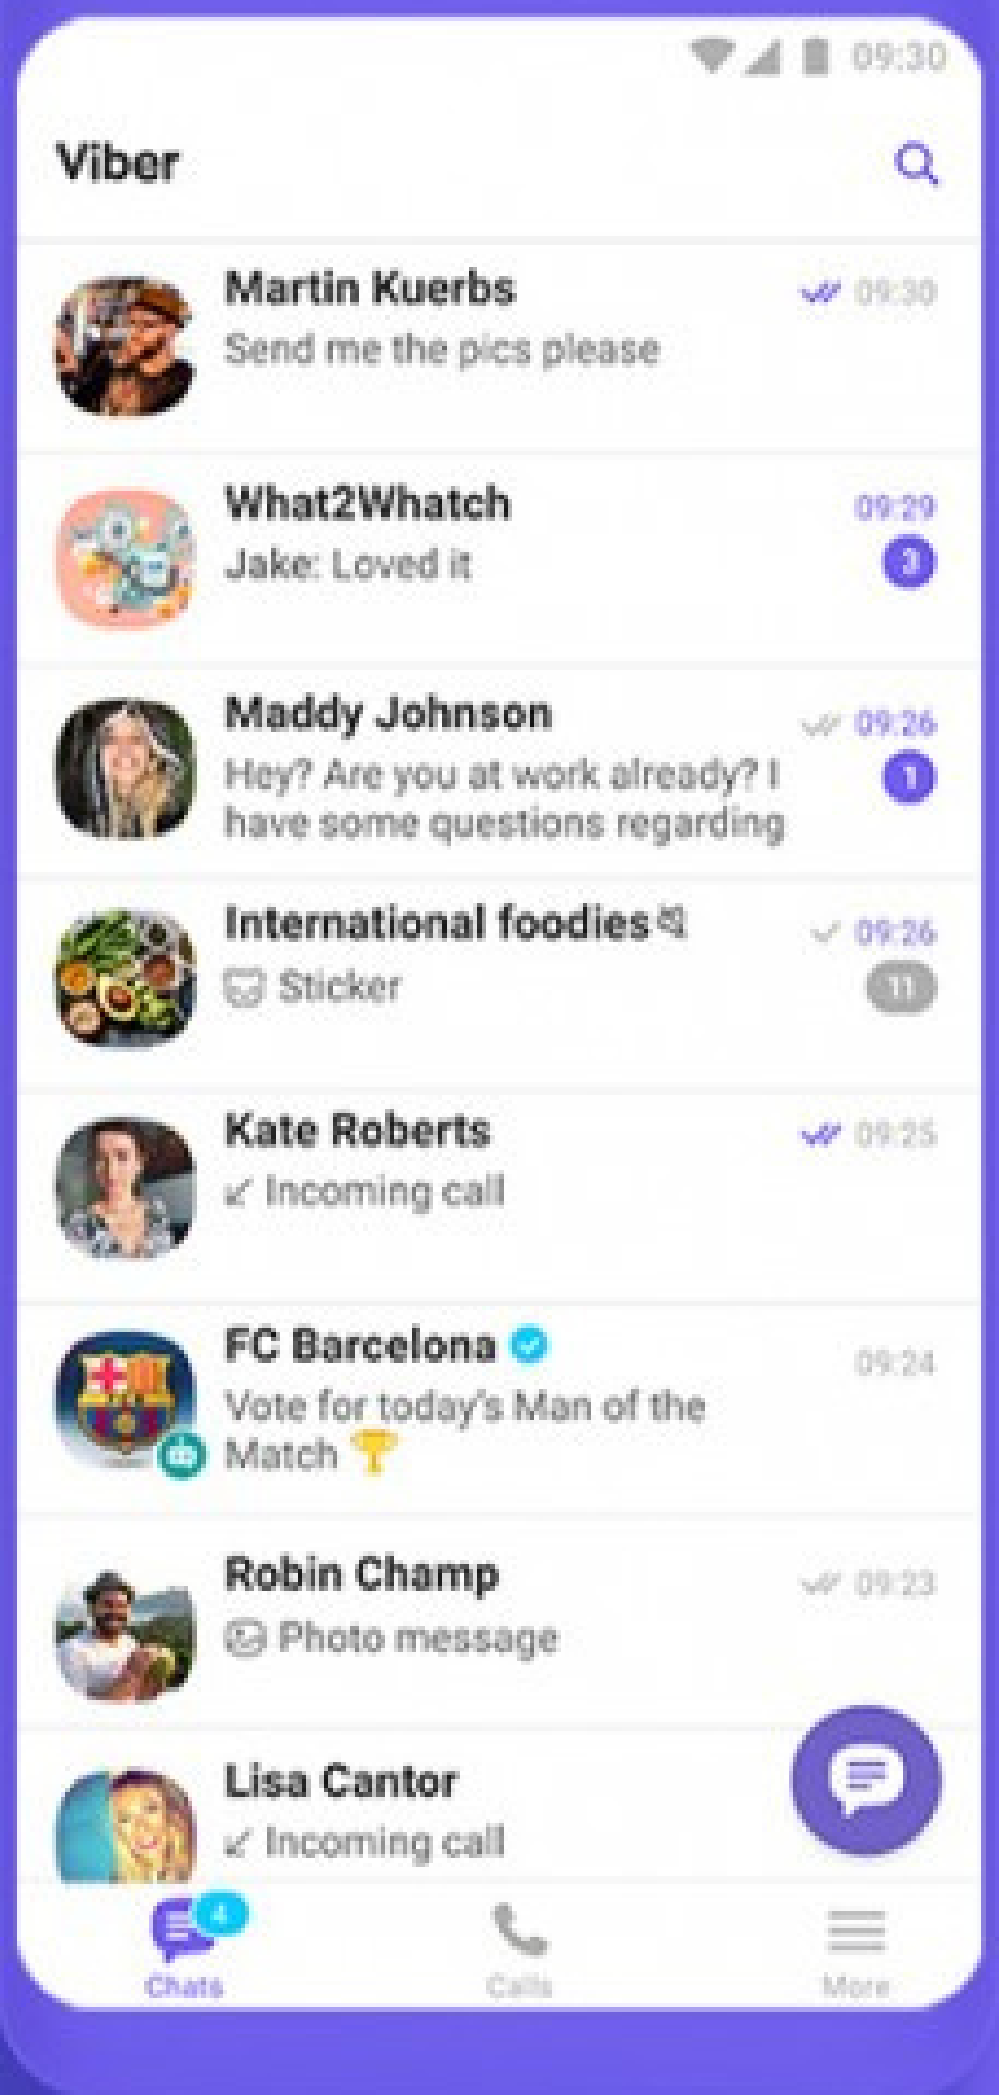 09:30
Viber
Martin Kuerbs 09:30
Send me the pics please
What2Whatch 09:29
Jake: Loved it 3
Maddy Johnson 09:26
Hey? Are you at work already? I 1
have some questions regarding
International foodies 09:26
Sticker 11
Kate Roberts 09:25
Incoming call
FC Barcelona 09:24
Vote for today's Man of the
Match 🏆
Robin Champ 09:23
Photo message
Lisa Cantor
Incoming call
4
Chats Calls More